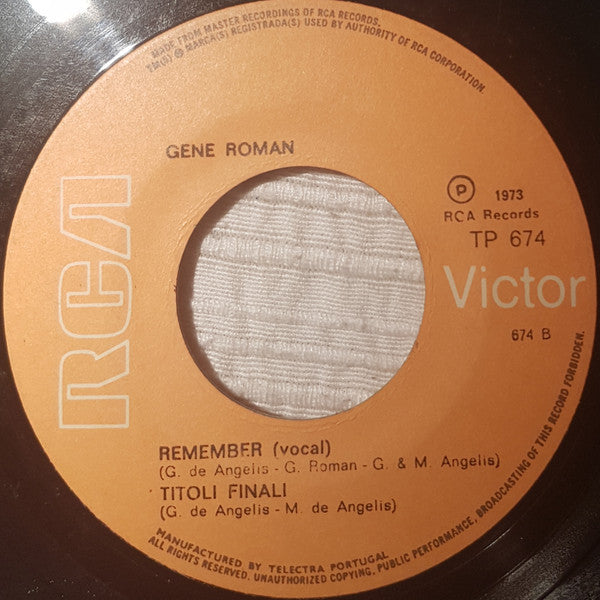 MADE FROM MASTER RECORDINGS OF RCA RECORDS.
TM(s) ® MARCA(S) REGISTRADA(S) USED BY AUTHORITY OF RCA CORPORATION.
GENE ROMAN
RCA
Ⓟ 1973
RCA Records
TP 674
Victor
674 B
REMEMBER (vocal)
(G. de Angelis - G. Roman - G. & M. Angelis)
TITOLI FINALI
(G. de Angelis - M. de Angelis)
MANUFACTURED BY TELECTRA PORTUGAL
ALL RIGHTS RESERVED. UNAUTHORIZED COPYING, PUBLIC PERFORMANCE, BROADCASTING OF THIS RECORD FORBIDDEN.